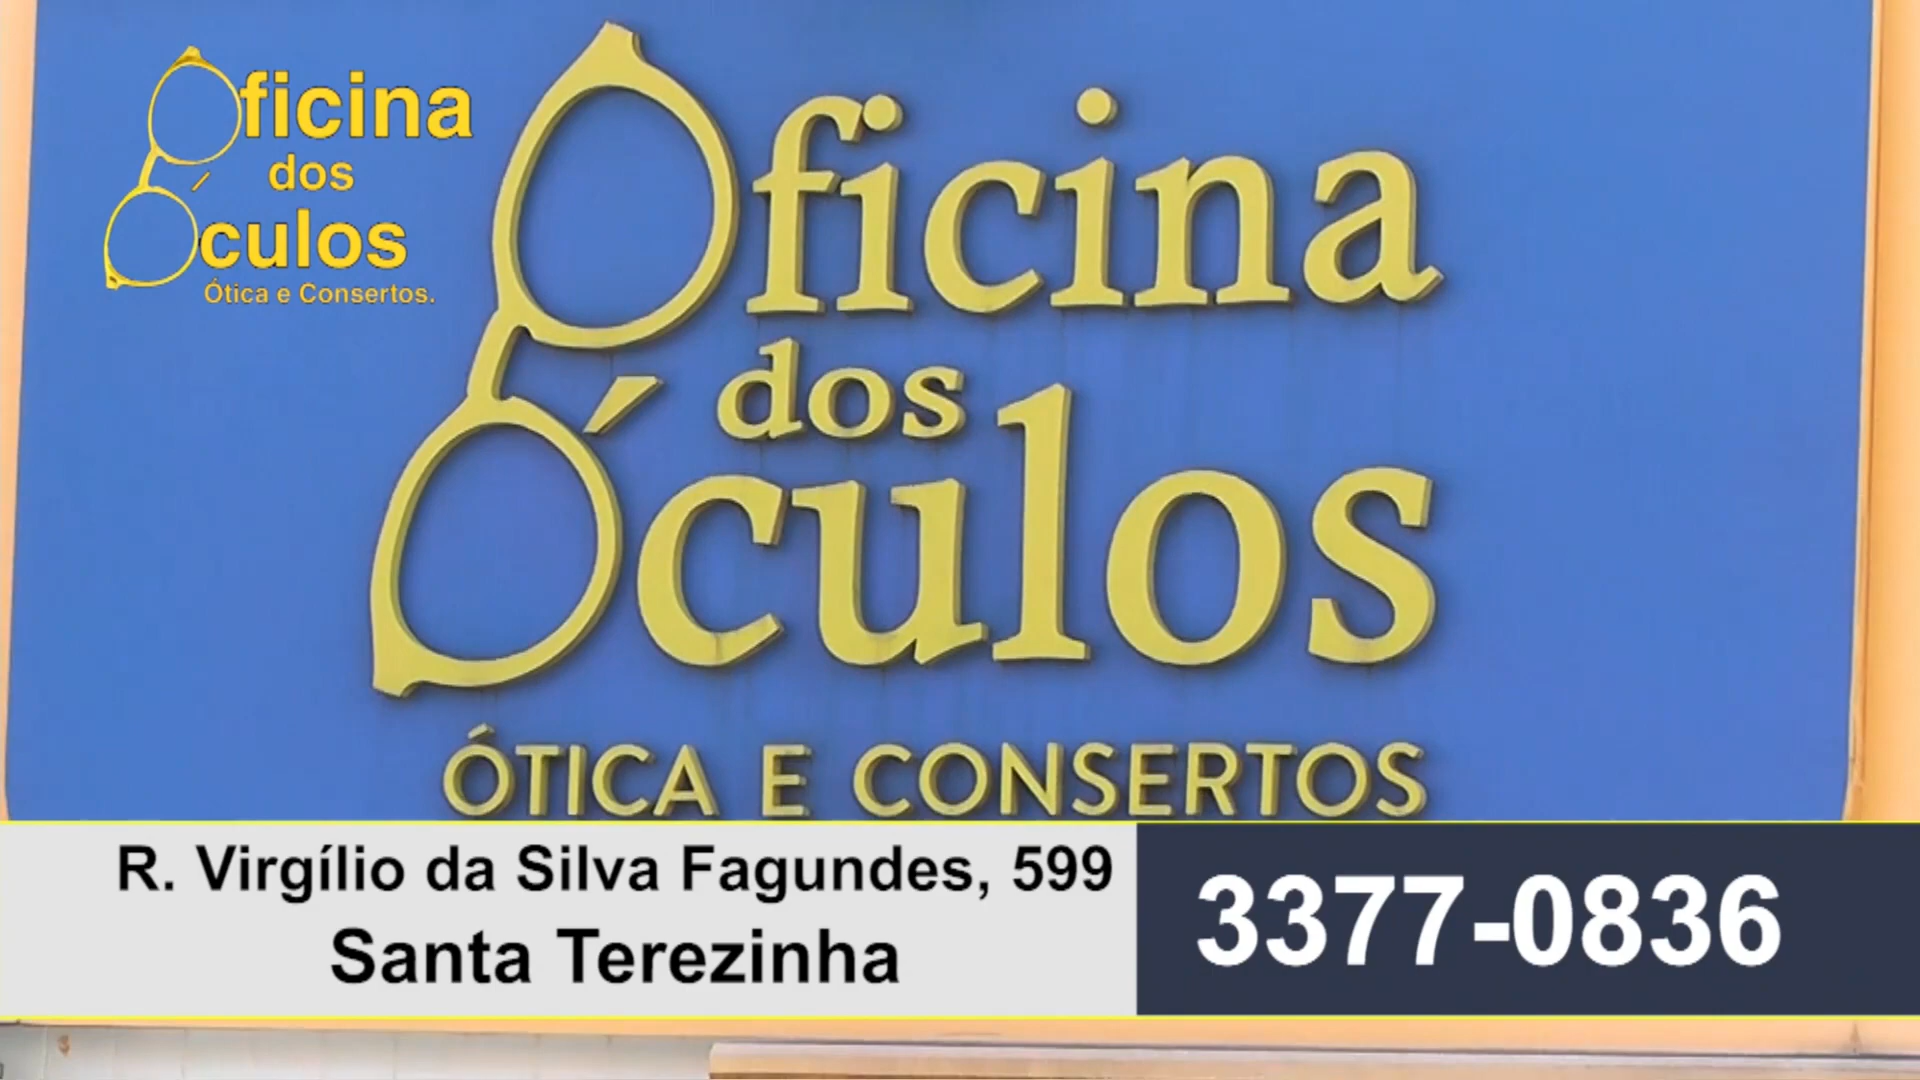 Oficina
dos
Óculos
Ótica e Consertos.
Oficina
dos
Óculos
ÓTICA E CONSERTOS
R. Virgílio da Silva Fagundes, 599
Santa Terezinha
3377-0836